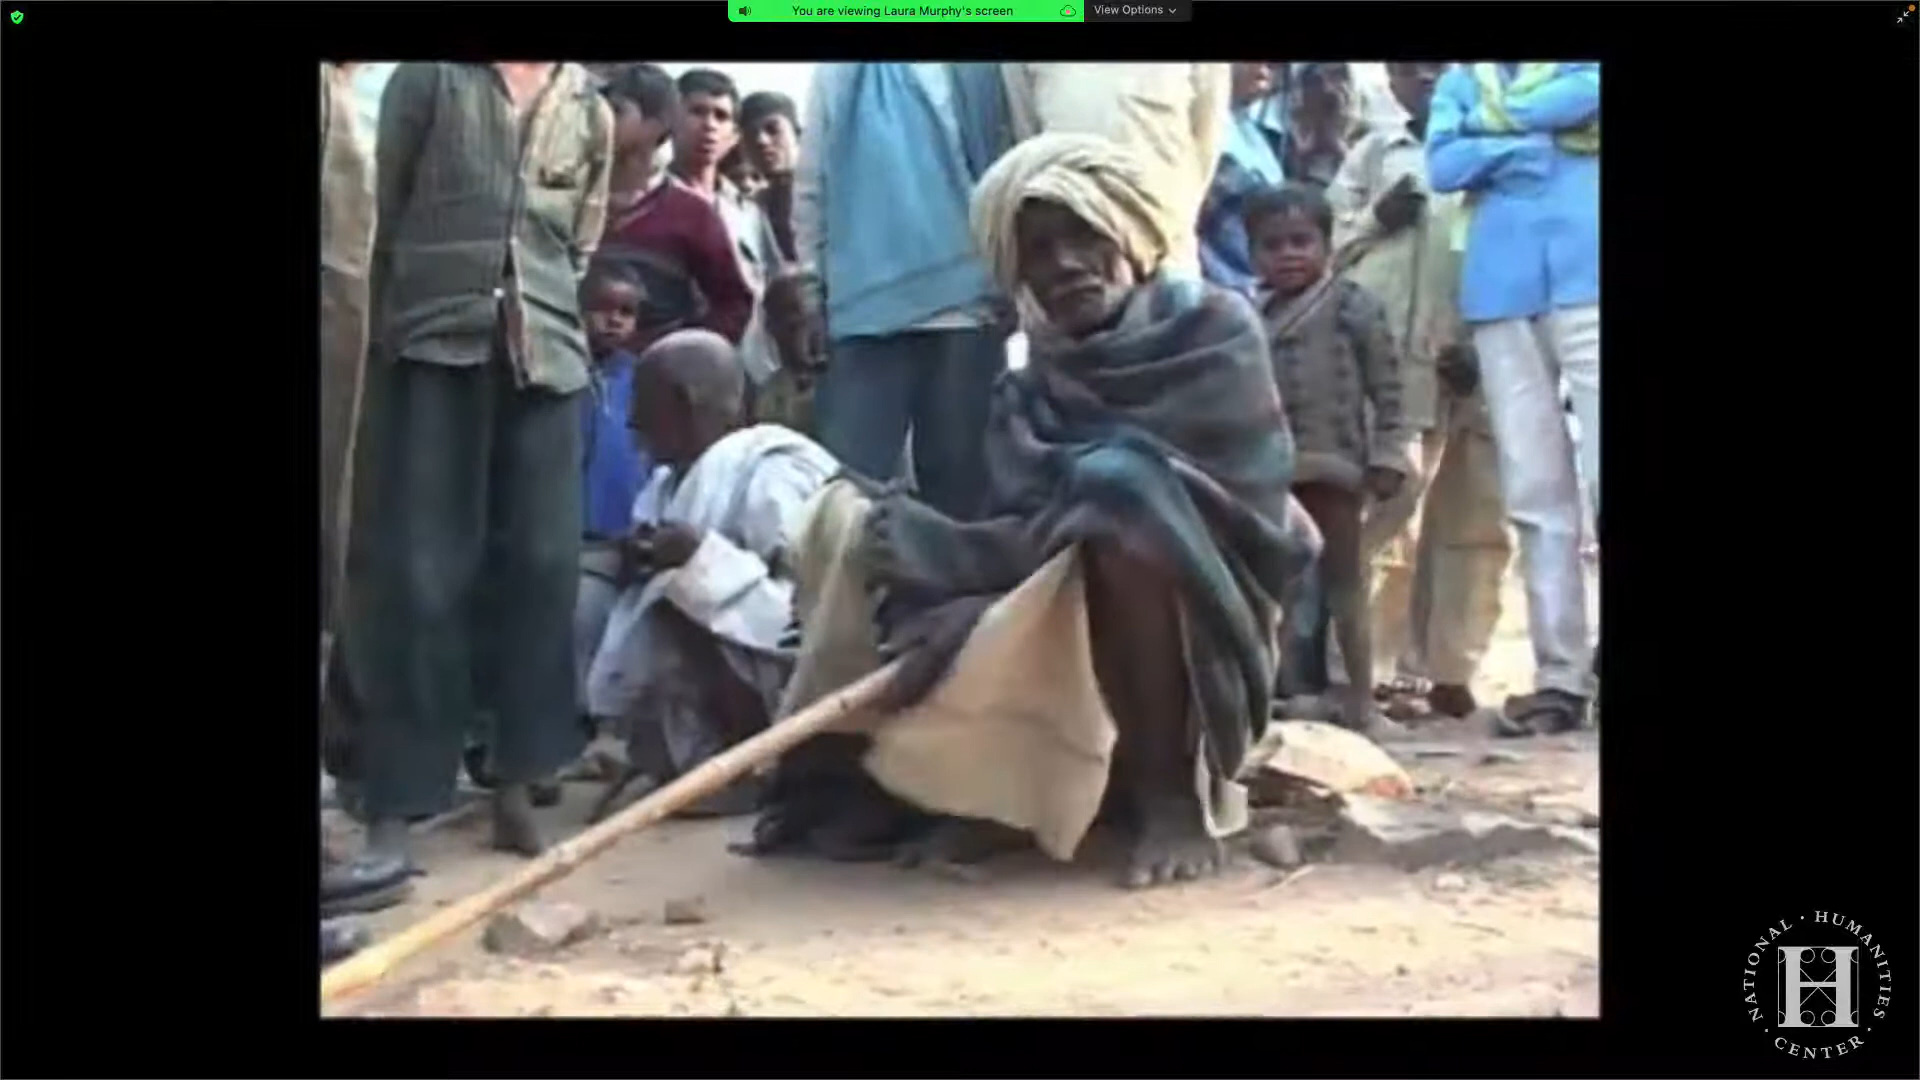 You are viewing Laura Murphy's screen
View Options
NATIONAL · HUMANITIES · CENTER ·
H